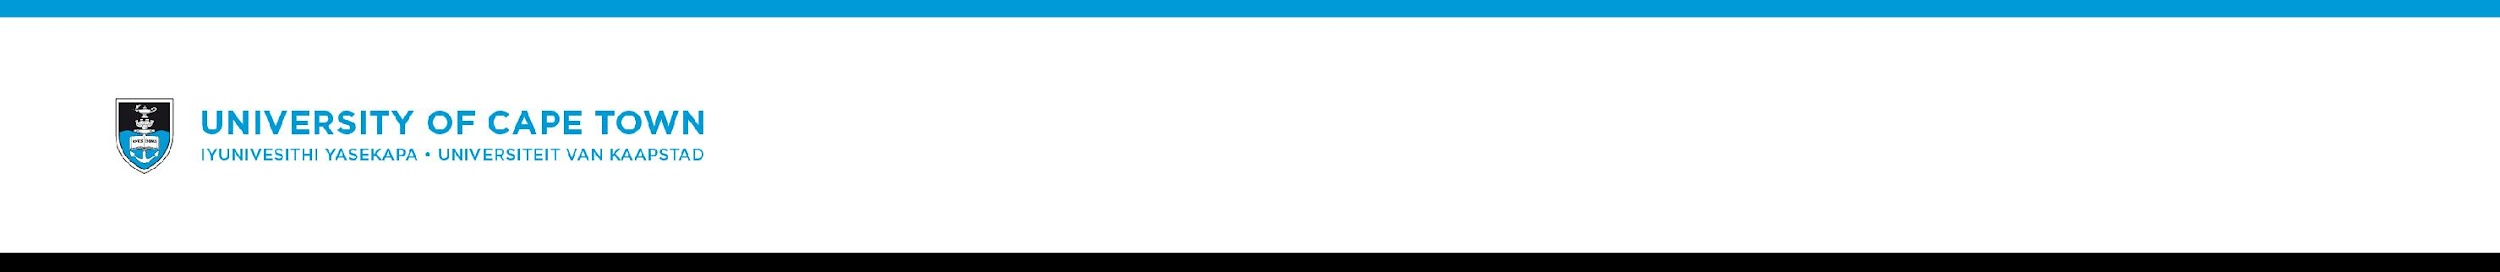 UNIVERSITY OF CAPE TOWN
IYUNIVESITHI YASEKAPA • UNIVERSITEIT VAN KAAPSTAD